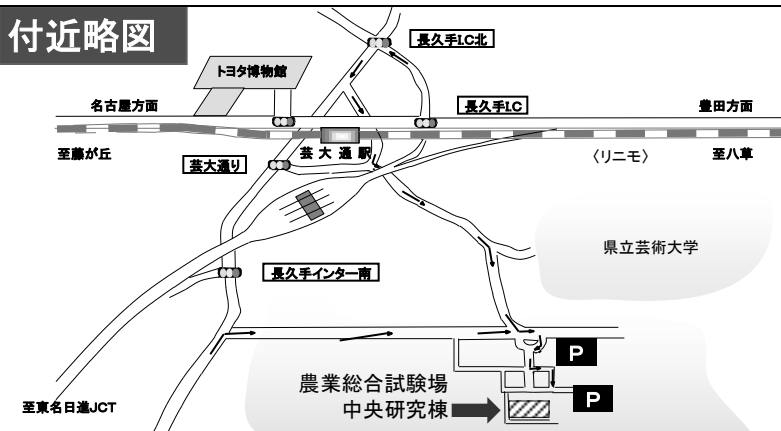 付近略図
長久手I.C北
トヨタ博物館
名古屋方面
長久手I.C
豊田方面
至藤が丘
芸大通り
芸大通駅
〈リニモ〉
至八草
県立芸術大学
長久手インター南
P
農業総合試験場
中央研究棟
P
至東名日進JCT